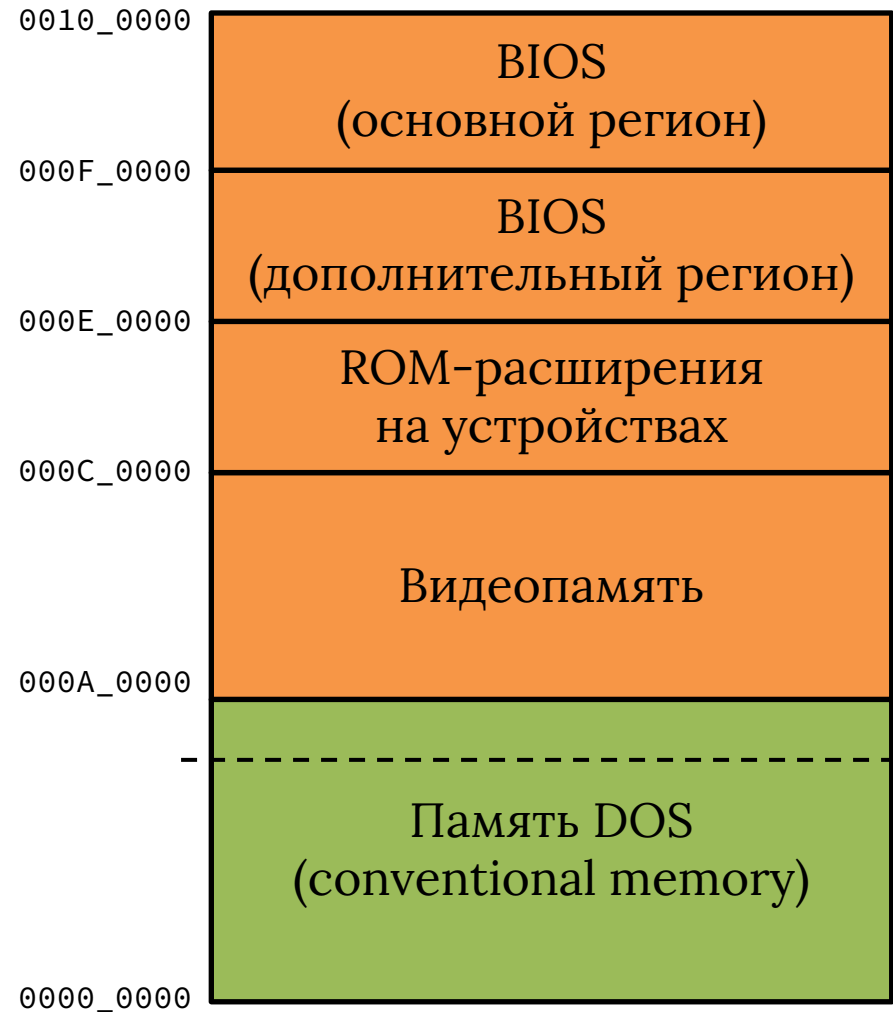 0010_0000
BIOS
(основной регион)
000F_0000
BIOS
(дополнительный регион)
000E_0000
ROM-расширения
на устройствах
000C_0000
Видеопамять
000A_0000
Память DOS
(conventional memory)
0000_0000